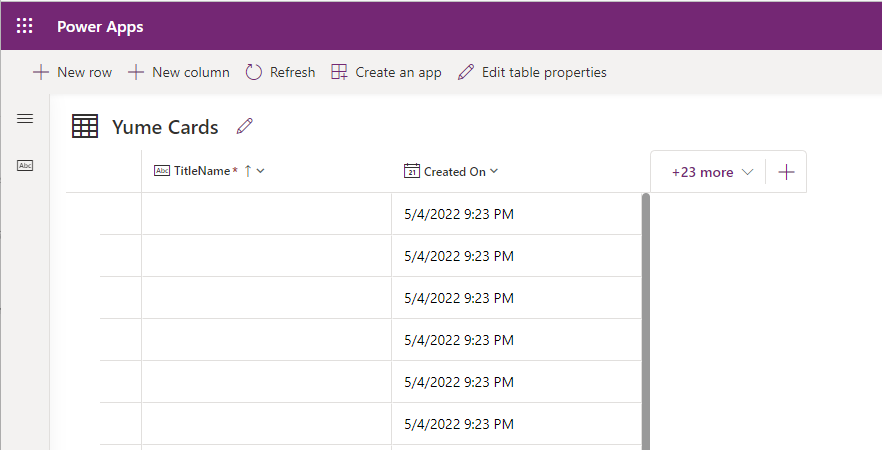 Power Apps
New row New column Refresh Create an app Edit table properties
Yume Cards
Abc
Abc TitleName * 21 Created On +23 more
5/4/2022 9:23 PM
5/4/2022 9:23 PM
5/4/2022 9:23 PM
5/4/2022 9:23 PM
5/4/2022 9:23 PM
5/4/2022 9:23 PM